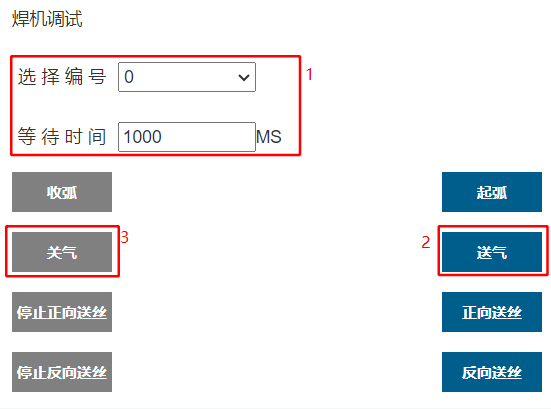 焊机调试
选择编号 0 1
等待时间 1000 MS
收弧 起弧
关气 3 2 送气
停止正向送丝 正向送丝
停止反向送丝 反向送丝